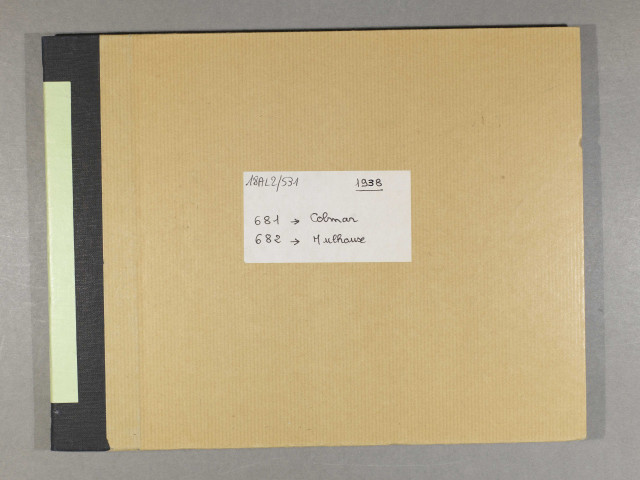 18AL2/531 1938
681 → Colmar
682 → Mulhouse